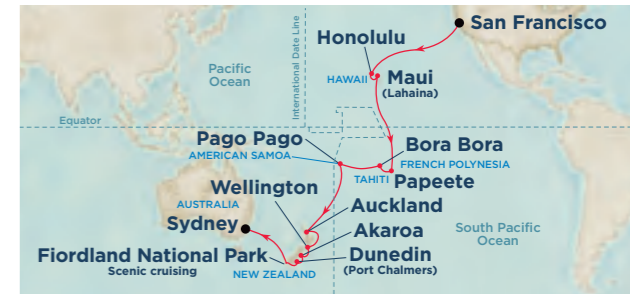 San Francisco
Honolulu
International Date Line
Pacific
Ocean
HAWAII
Maui
(Lahaina)
Equator
Pago Pago
AMERICAN SAMOA
Bora Bora
FRENCH POLYNESIA
TAHITI
Papeete
Wellington
AUSTRALIA
Auckland
Sydney
Akaroa
South Pacific
Ocean
Fiordland National Park
Scenic cruising
NEW ZEALAND
Dunedin
(Port Chalmers)